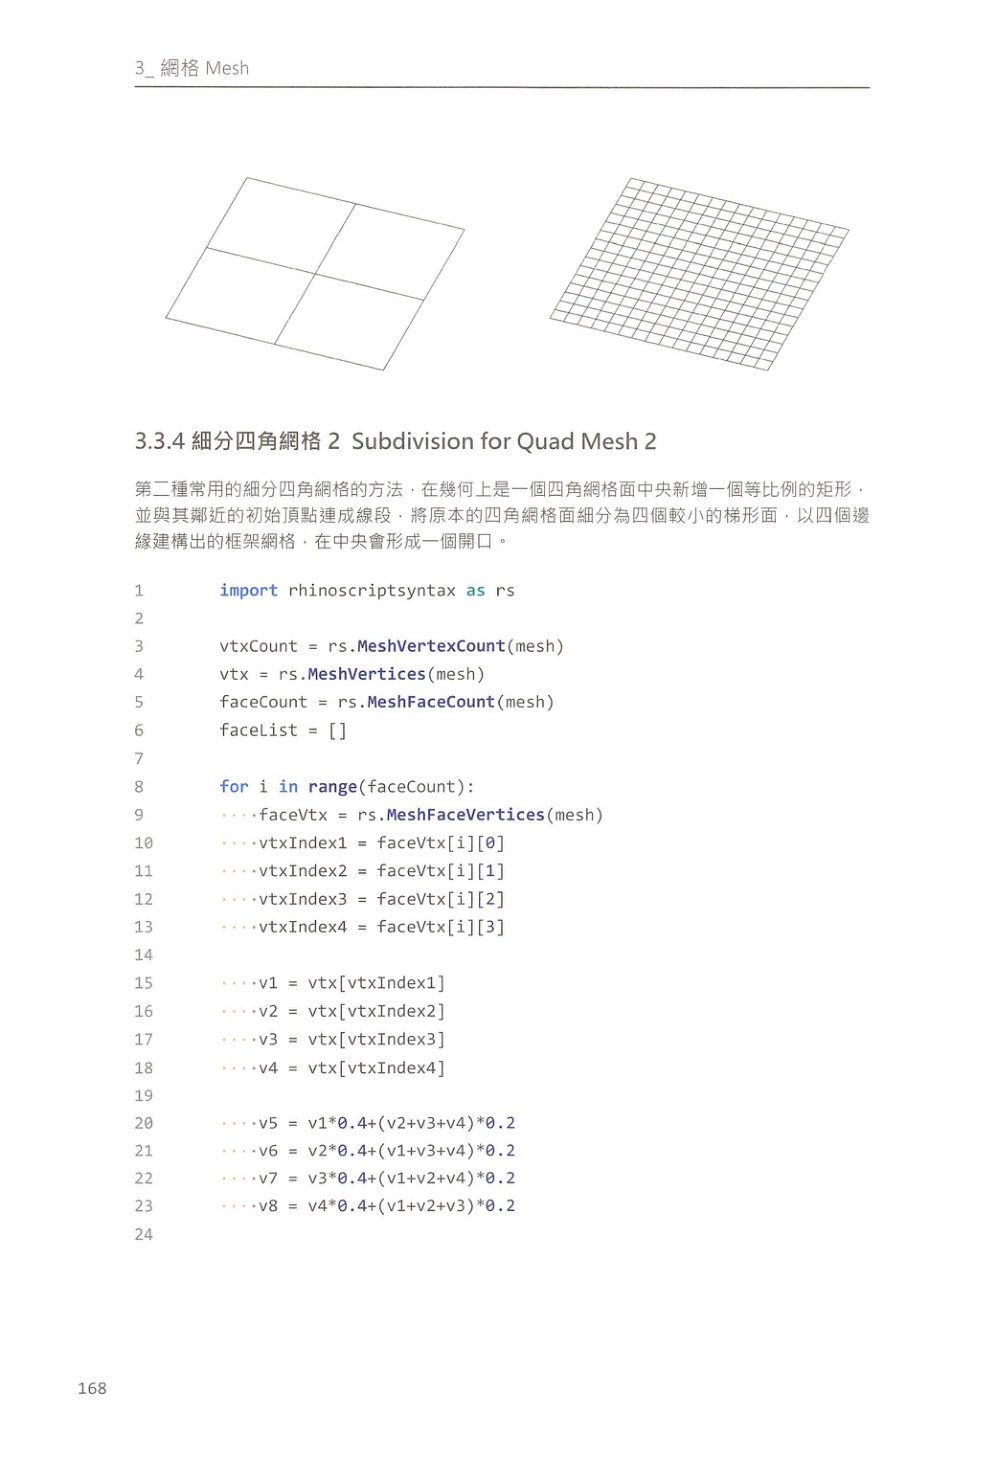 3_ 網格 Mesh
3.3.4 細分四角網格 2 Subdivision for Quad Mesh 2
第二種常用的細分四角網格的方法，在幾何上是一個四角網格面中央新增一個等比例的矩形，
並與其鄰近的初始頂點連成線段，將原本的四角網格面細分為四個較小的梯形面，以四個邊
緣建構出的框架網格，在中央會形成一個開口。
1 import rhinoscriptsyntax as rs
2
3 vtxCount = rs.MeshVertexCount(mesh)
4 vtx = rs.MeshVertices(mesh)
5 faceCount = rs.MeshFaceCount(mesh)
6 faceList = []
7
8 for i in range(faceCount):
9 ····faceVtx = rs.MeshFaceVertices(mesh)
10 ····vtxIndex1 = faceVtx[i][0]
11 ····vtxIndex2 = faceVtx[i][1]
12 ····vtxIndex3 = faceVtx[i][2]
13 ····vtxIndex4 = faceVtx[i][3]
14
15 ····v1 = vtx[vtxIndex1]
16 ····v2 = vtx[vtxIndex2]
17 ····v3 = vtx[vtxIndex3]
18 ····v4 = vtx[vtxIndex4]
19
20 ····v5 = v1*0.4+(v2+v3+v4)*0.2
21 ····v6 = v2*0.4+(v1+v3+v4)*0.2
22 ····v7 = v3*0.4+(v1+v2+v4)*0.2
23 ····v8 = v4*0.4+(v1+v2+v3)*0.2
24
168